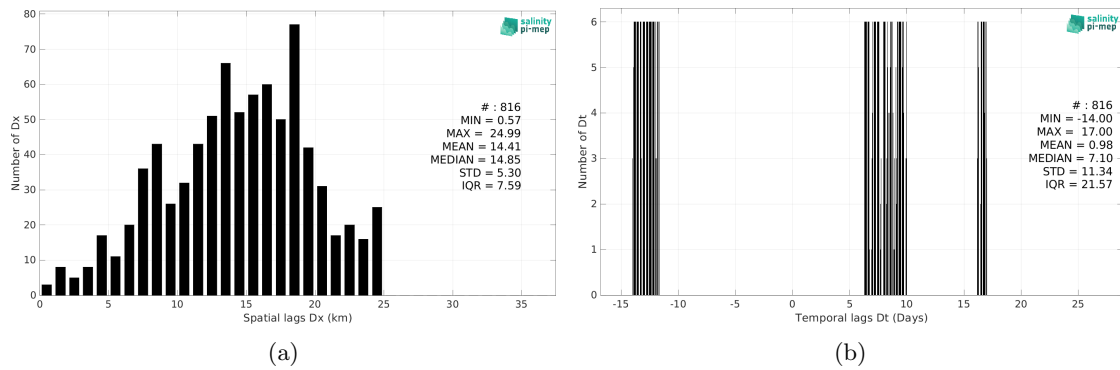 salinity
pi-mep
80
70
60
50
40
30
20
10
0
Number of Dx
# : 816
MIN = 0.57
MAX = 24.99
MEAN = 14.41
MEDIAN = 14.85
STD = 5.30
IQR = 7.59
0 5 10 15 20 25 30 35
Spatial lags Dx (km)
(a)
salinity
pi-mep
6
5
4
3
2
1
0
Number of Dt
# : 816
MIN = -14.00
MAX = 17.00
MEAN = 0.98
MEDIAN = 7.10
STD = 11.34
IQR = 21.57
-15 -10 -5 0 5 10 15 20 25
Temporal lags Dt (Days)
(b)